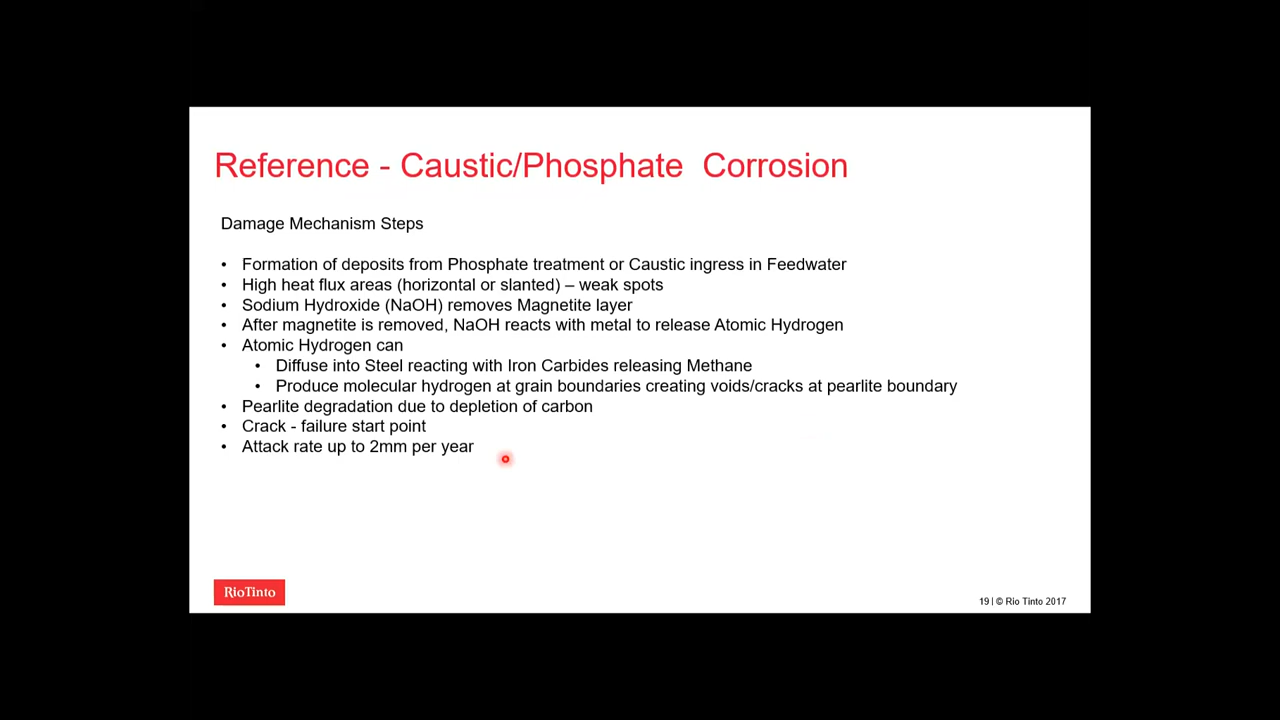 Reference - Caustic/Phosphate  Corrosion
Damage Mechanism Steps
• Formation of deposits from Phosphate treatment or Caustic ingress in Feedwater
• High heat flux areas (horizontal or slanted) – weak spots
• Sodium Hydroxide (NaOH) removes Magnetite layer
• After magnetite is removed, NaOH reacts with metal to release Atomic Hydrogen
• Atomic Hydrogen can
• Diffuse into Steel reacting with Iron Carbides releasing Methane
• Produce molecular hydrogen at grain boundaries creating voids/cracks at pearlite boundary
• Pearlite degradation due to depletion of carbon
• Crack - failure start point
• Attack rate up to 2mm per year
RioTinto
19 | © Rio Tinto 2017